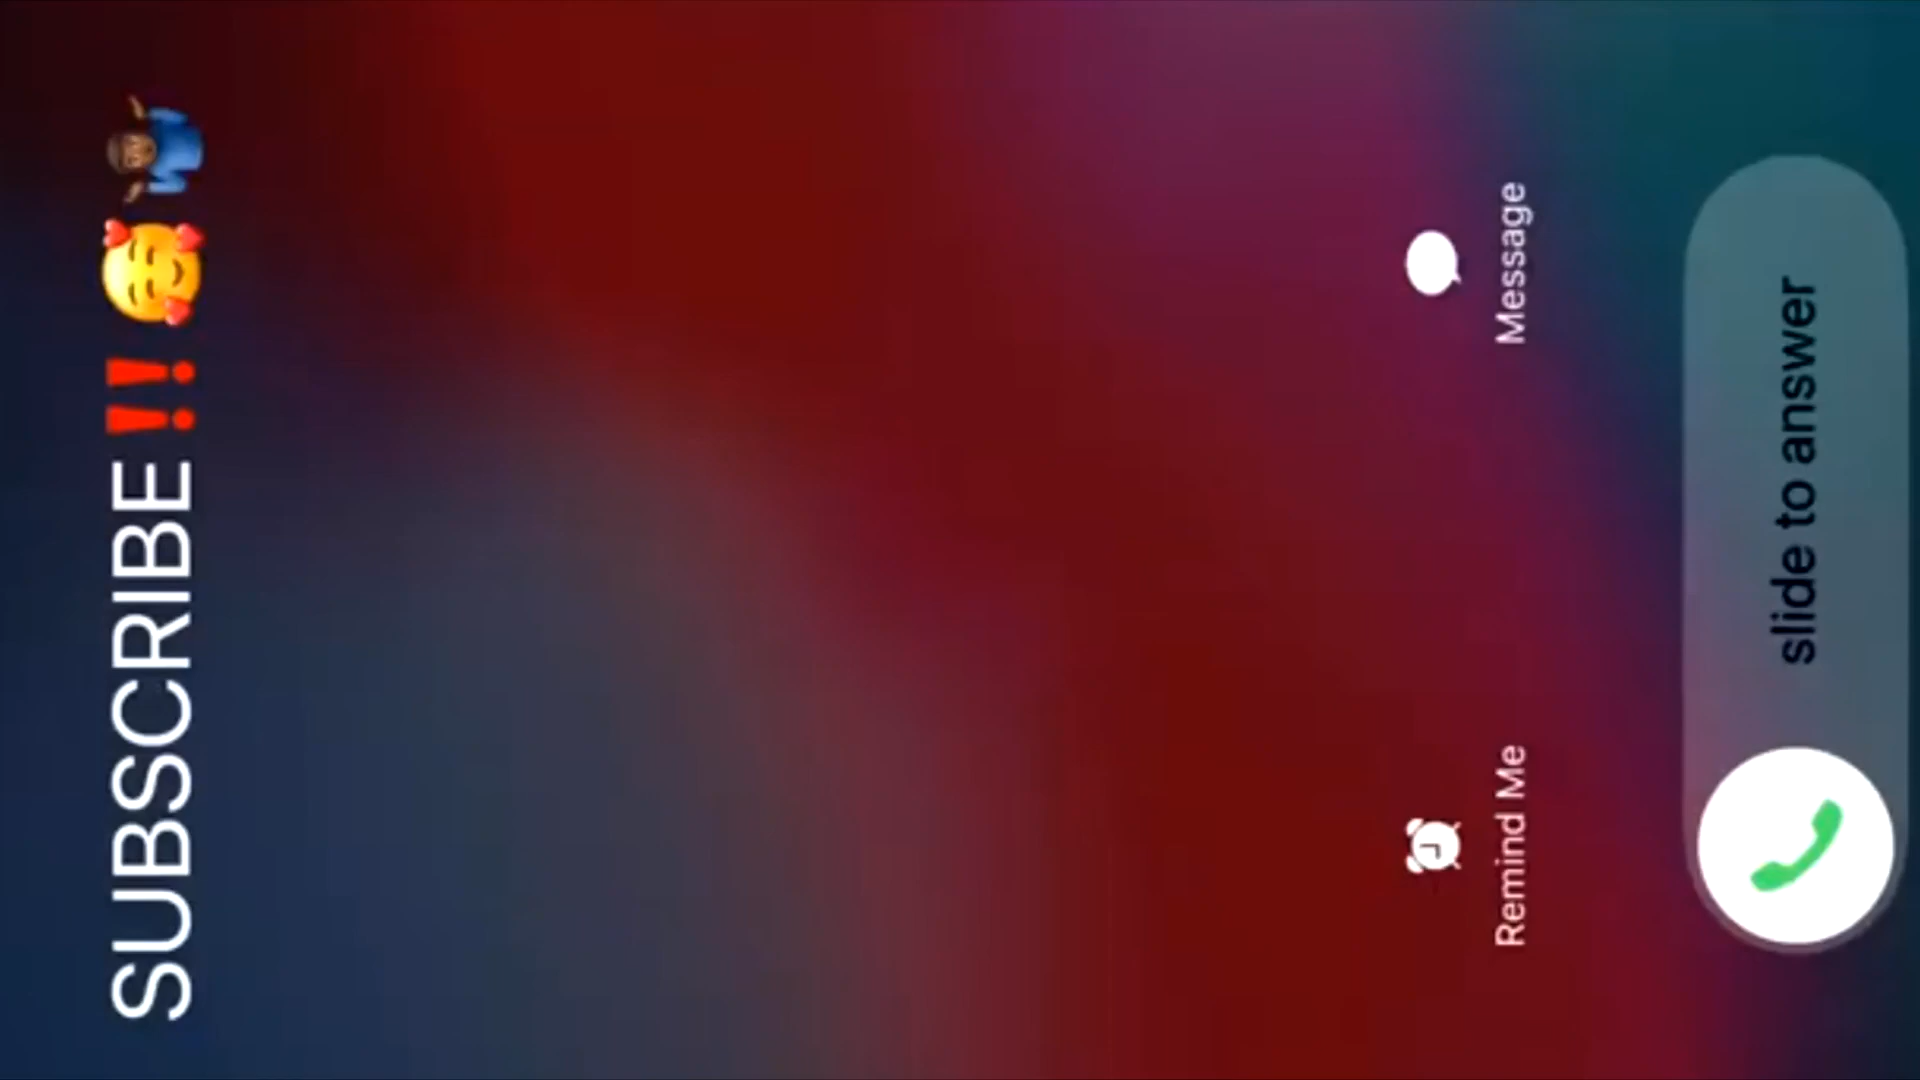 SUBSCRIBE‼️🥰🤷🏽‍♂️
Remind Me
Message
slide to answer